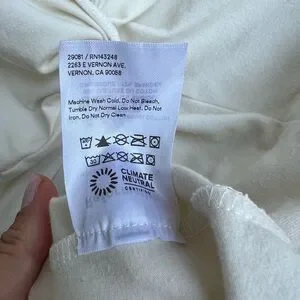 29081 / RN143248
2263 E VERNON AVE,
VERNON, CA 90058
Machine Wash Cold, Do Not Bleach,
Tumble Dry Normal Low Heat, Do Not
Iron, Do Not Dry Clean
CLIMATE
NEUTRAL
CERTIFIED